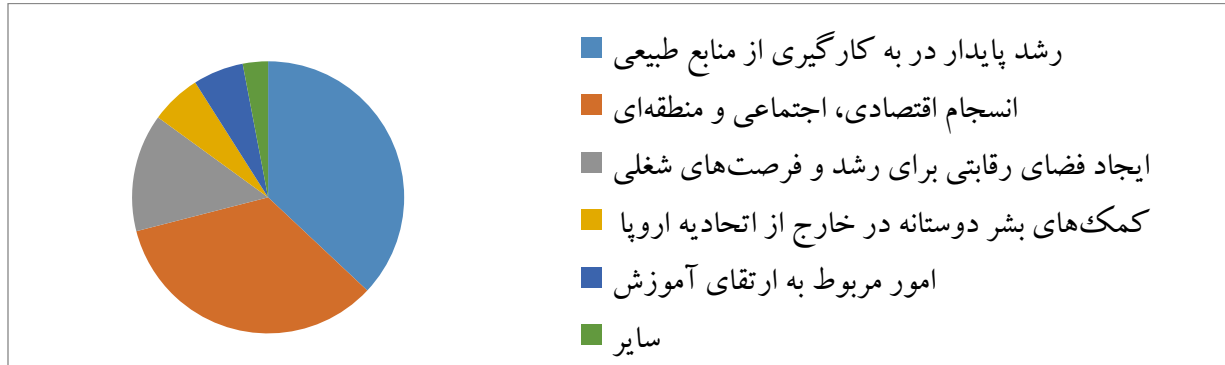 رشد پایدار در به کارگیری از منابع طبیعی
انسجام اقتصادی، اجتماعی و منطقه‌ای
ایجاد فضای رقابتی برای رشد و فرصت‌های شغلی
کمک‌های بشر دوستانه در خارج از اتحادیه اروپا
امور مربوط به ارتقای آموزش
سایر